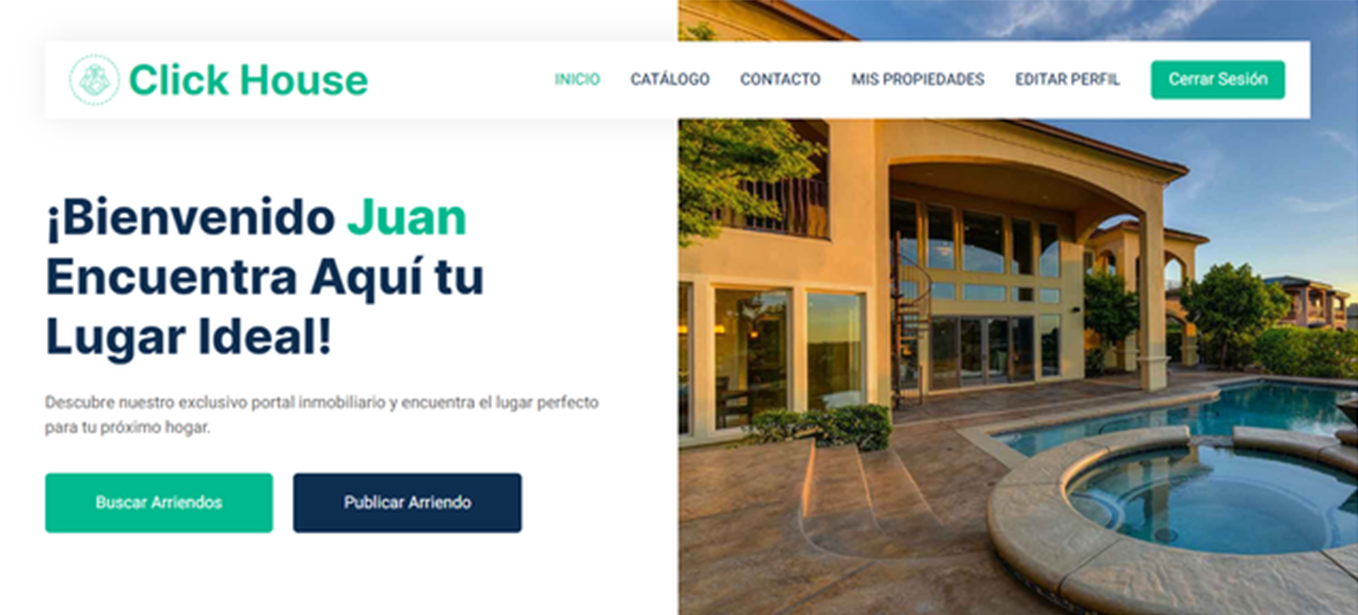 Click House
INICIO CATÁLOGO CONTACTO MIS PROPIEDADES EDITAR PERFIL Cerrar Sesión
¡Bienvenido Juan
Encuentra Aquí tu
Lugar Ideal!
Descubre nuestro exclusivo portal inmobiliario y encuentra el lugar perfecto
para tu próximo hogar.
Buscar Arriendos
Publicar Arriendo